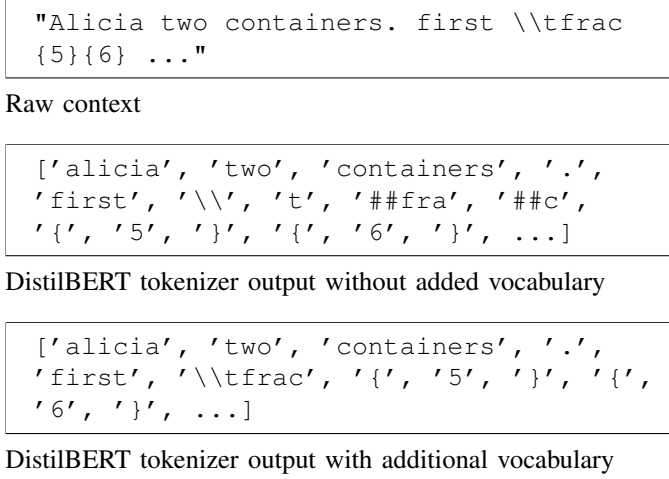 "Alicia two containers. first \\tfrac
{5}{6} ..."
Raw context
['alicia', 'two', 'containers', '.',
'first', '\\', 't', '##fra', '##c',
'{', '5', '}', '{', '6', '}', ...]
DistilBERT tokenizer output without added vocabulary
['alicia', 'two', 'containers', '.',
'first', '\\tfrac', '{', '5', '}', '{',
'6', '}', ...]
DistilBERT tokenizer output with additional vocabulary